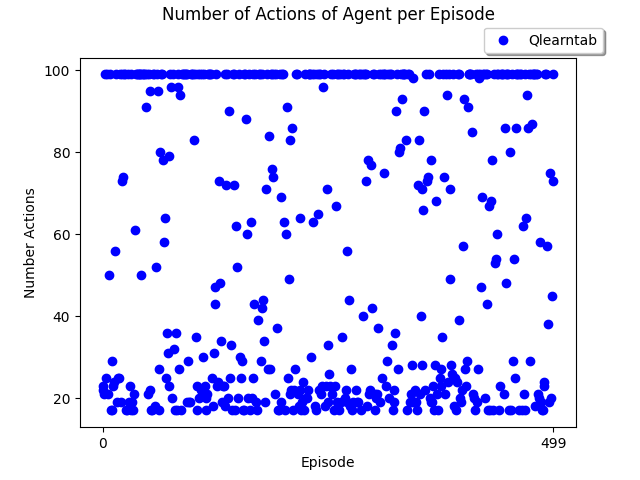 Number of Actions of Agent per Episode
Qlearntab
100
80
60
40
20
Number Actions
0
499
Episode